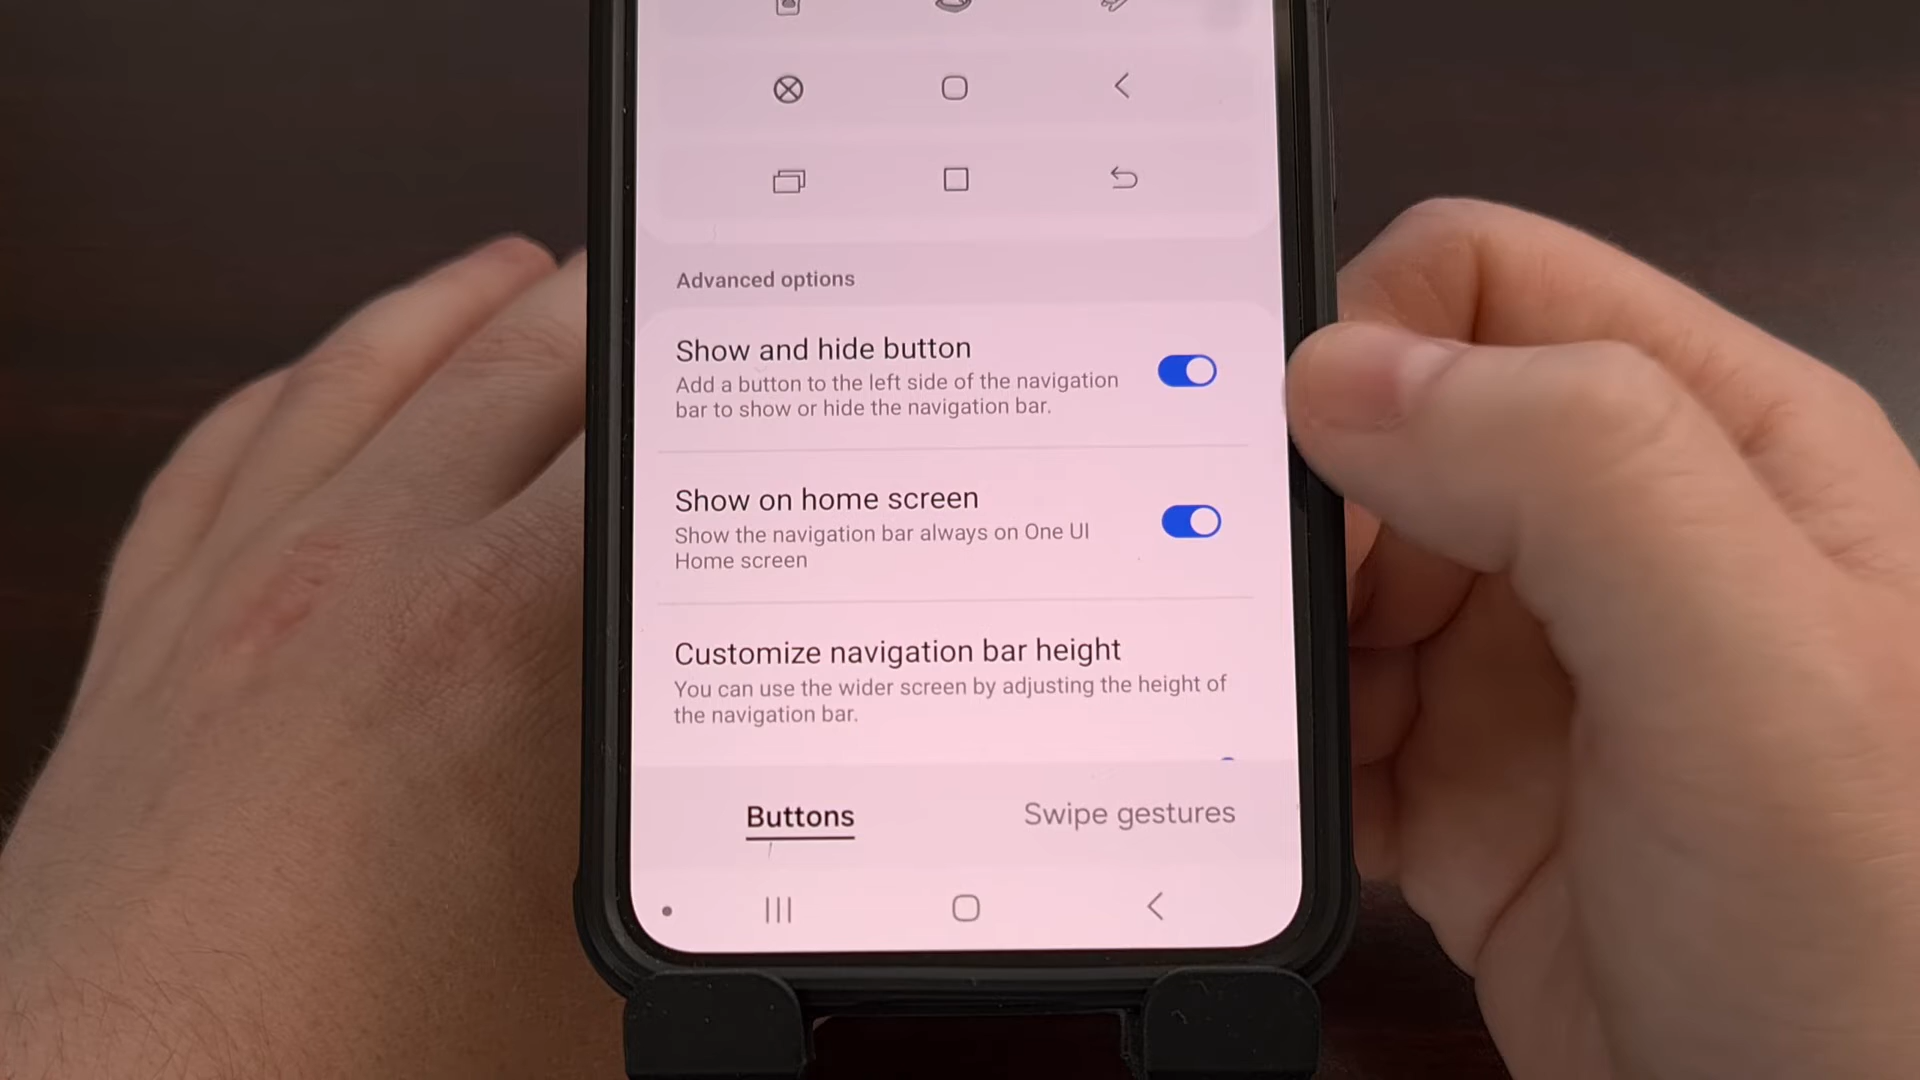 Advanced options
Show and hide button
Add a button to the left side of the navigation
bar to show or hide the navigation bar.
Show on home screen
Show the navigation bar always on One UI
Home screen
Customize navigation bar height
You can use the wider screen by adjusting the height of
the navigation bar.
Buttons
Swipe gestures